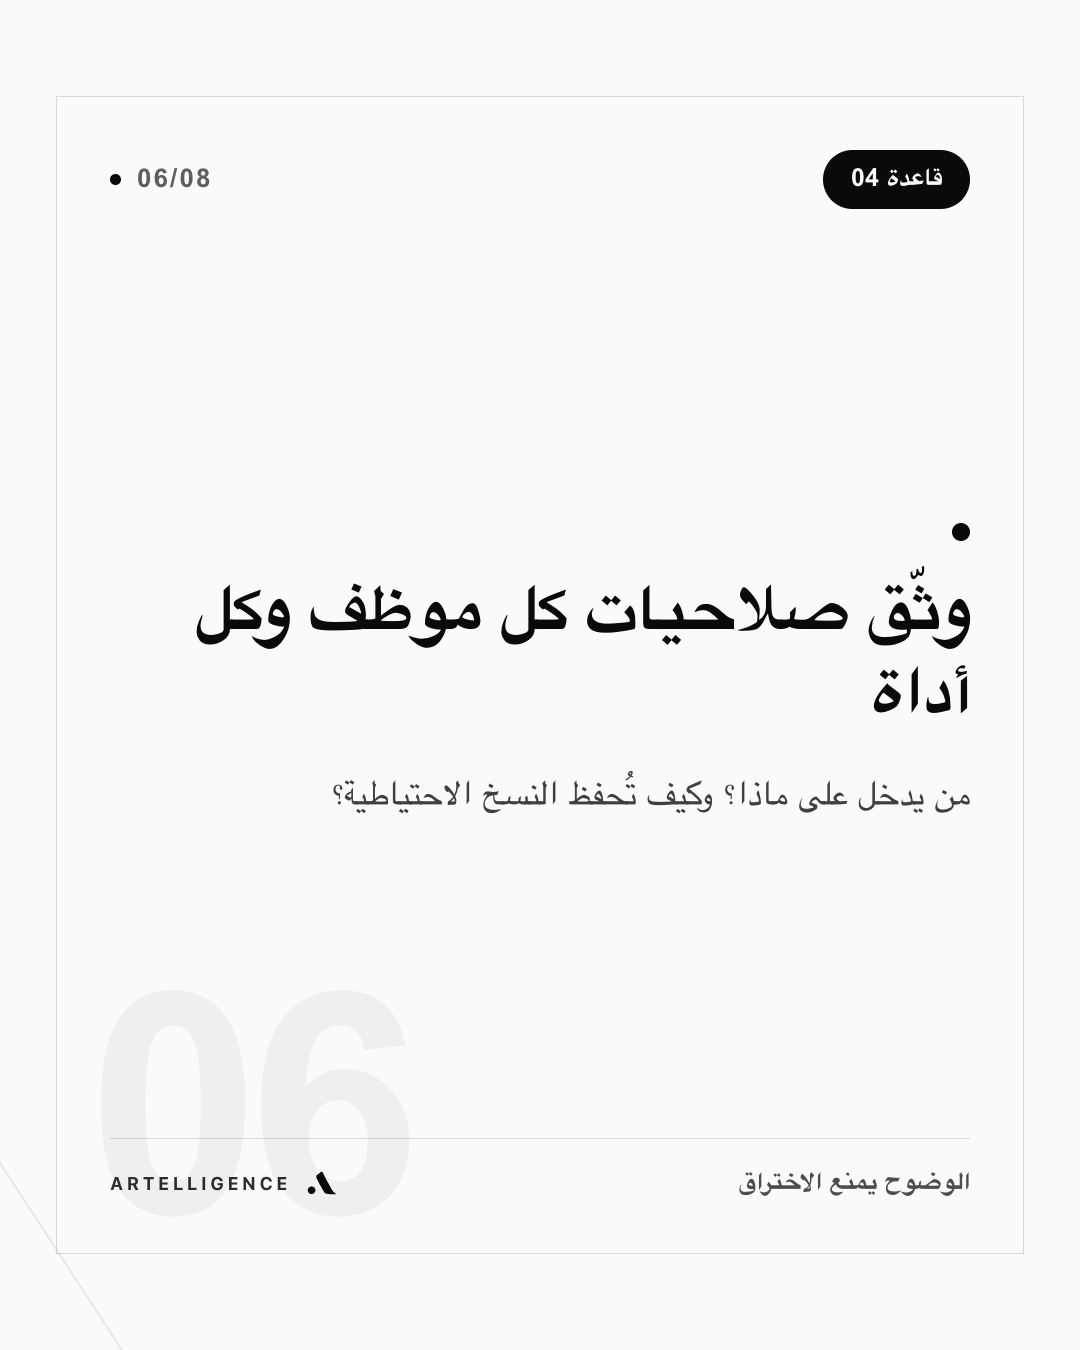 قاعدة 04
06/08
وثّق صلاحيات كل موظف وكل
أداة
من يدخل على ماذا؟ وكيف تُحفظ النسخ الاحتياطية؟
06
الوضوح يمنع الاختراق
ARTELLIGENCE